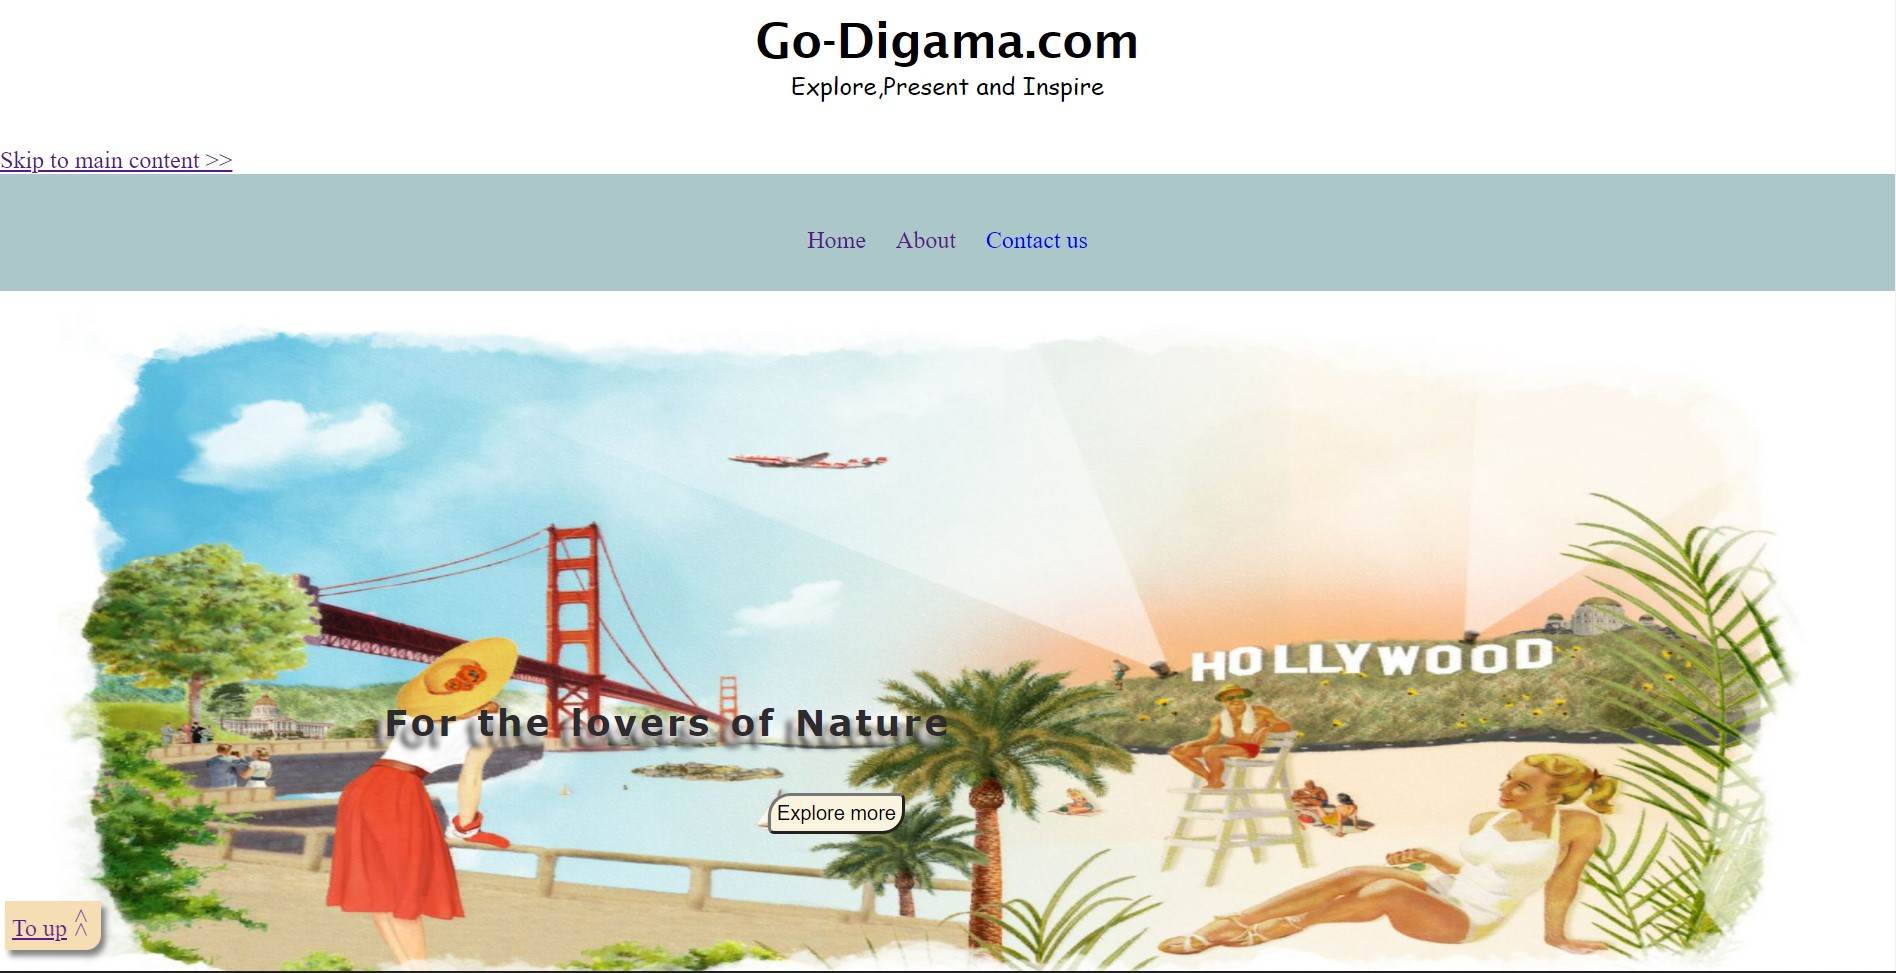 Go-Digama.com
Explore,Present and Inspire
Skip to main content >>
Home About Contact us
HOLLYWOOD
For the lovers of Nature
Explore more
To up ^^